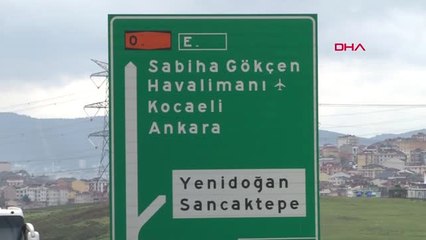 DHA
O.
E.
Sabiha Gökçen
Havalimanı
Kocaeli
Ankara
Yenidoğan
Sancaktepe